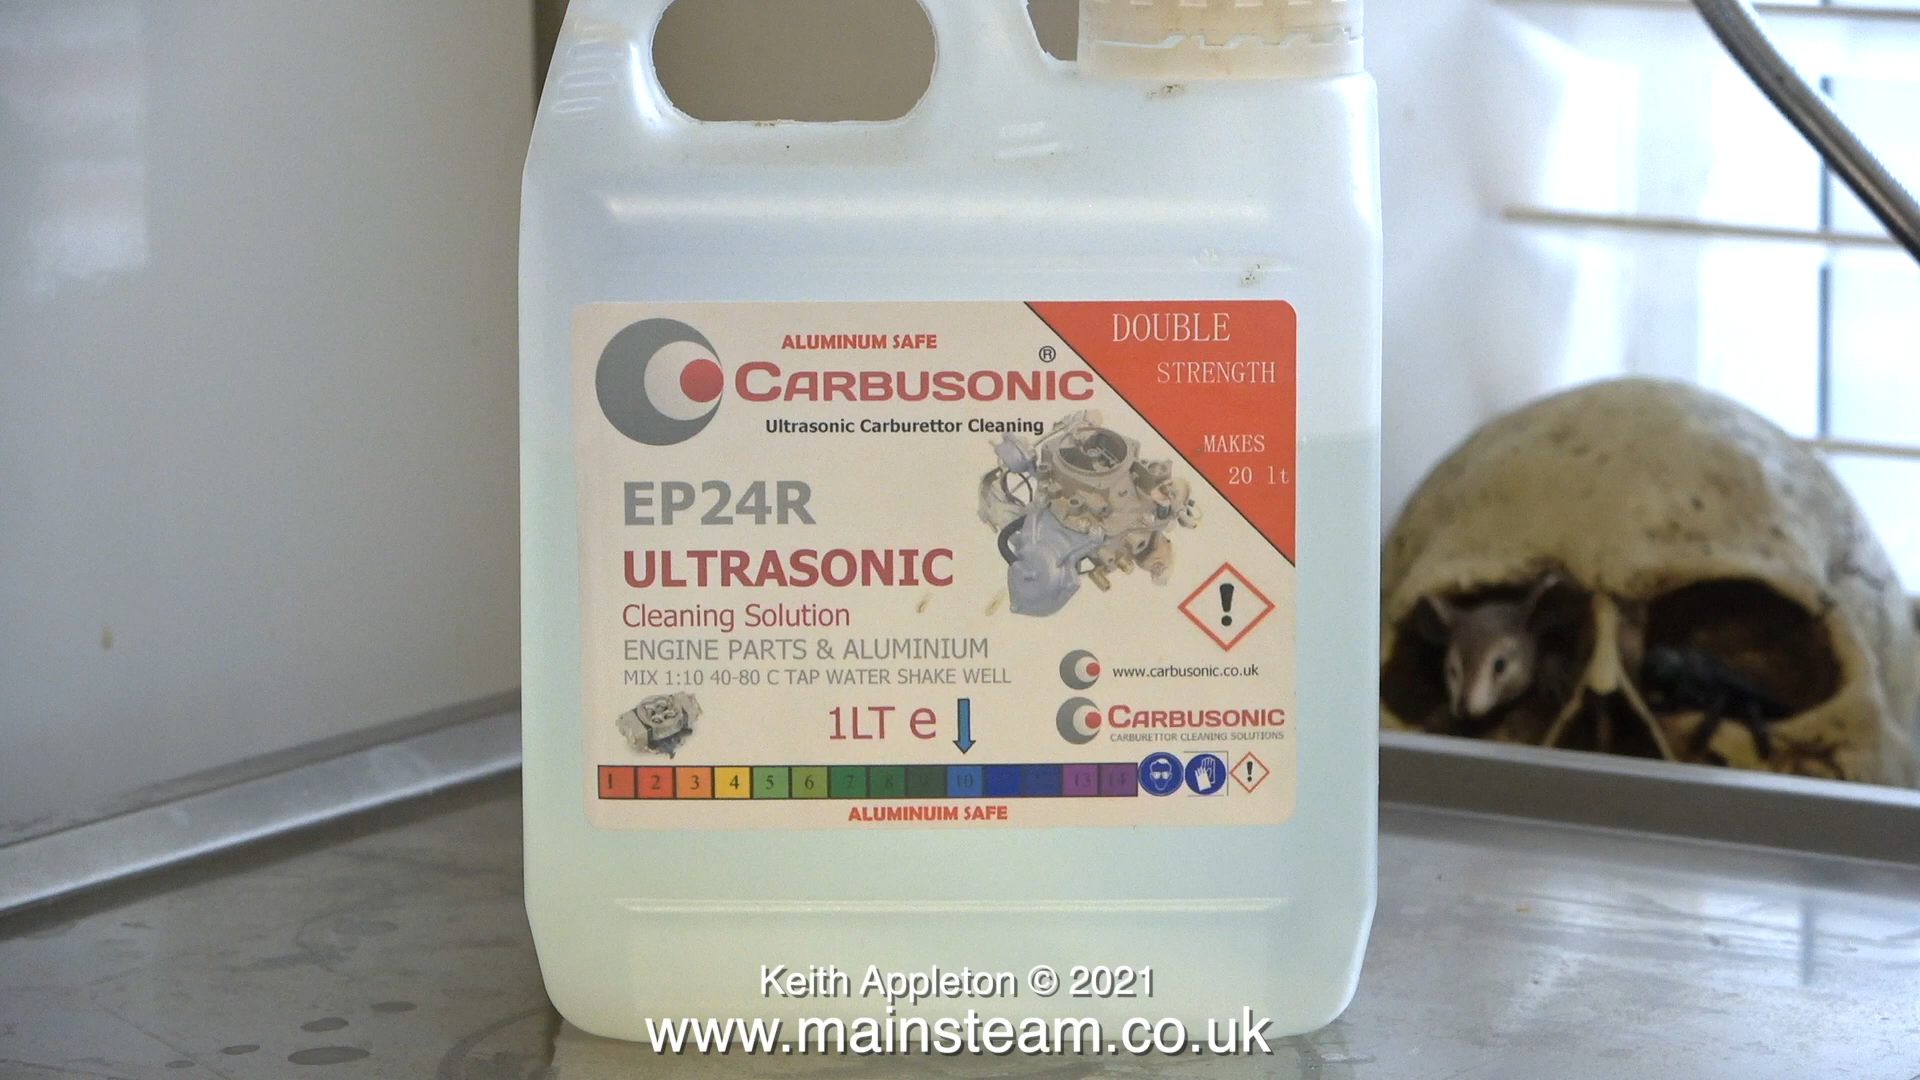 ALUMINUM SAFE
CARBUSONIC®
Ultrasonic Carburettor Cleaning
DOUBLE
STRENGTH
MAKES
20 lt
EP24R
ULTRASONIC
Cleaning Solution
ENGINE PARTS & ALUMINIUM
MIX 1:10 40-80 C TAP WATER SHAKE WELL
www.carbusonic.co.uk
1LT e
CARBUSONIC
CARBURETTOR CLEANING SOLUTIONS
1 2 3 4 5 6 7 8 9 10 13 14
ALUMINUIM SAFE
Keith Appleton © 2021
www.mainsteam.co.uk